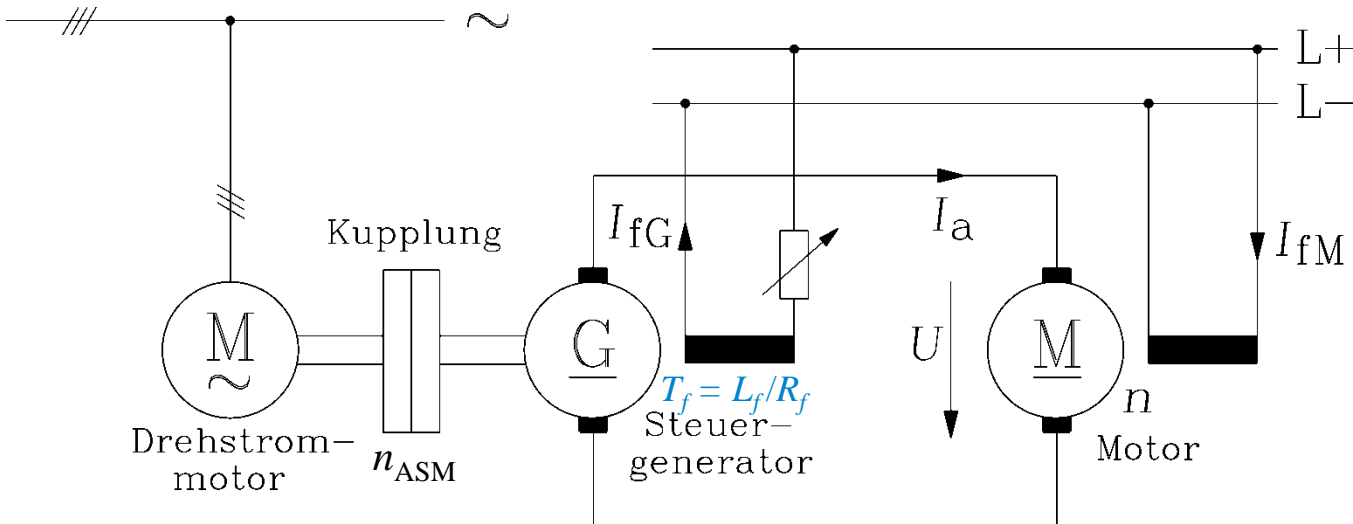 ///
~
L+
L−
///
Kupplung
I_fG
I_a
I_fM
M
~
G
U
M
n
T_f = L_f/R_f
Drehstrom-
motor
n_ASM
Steuer-
generator
Motor